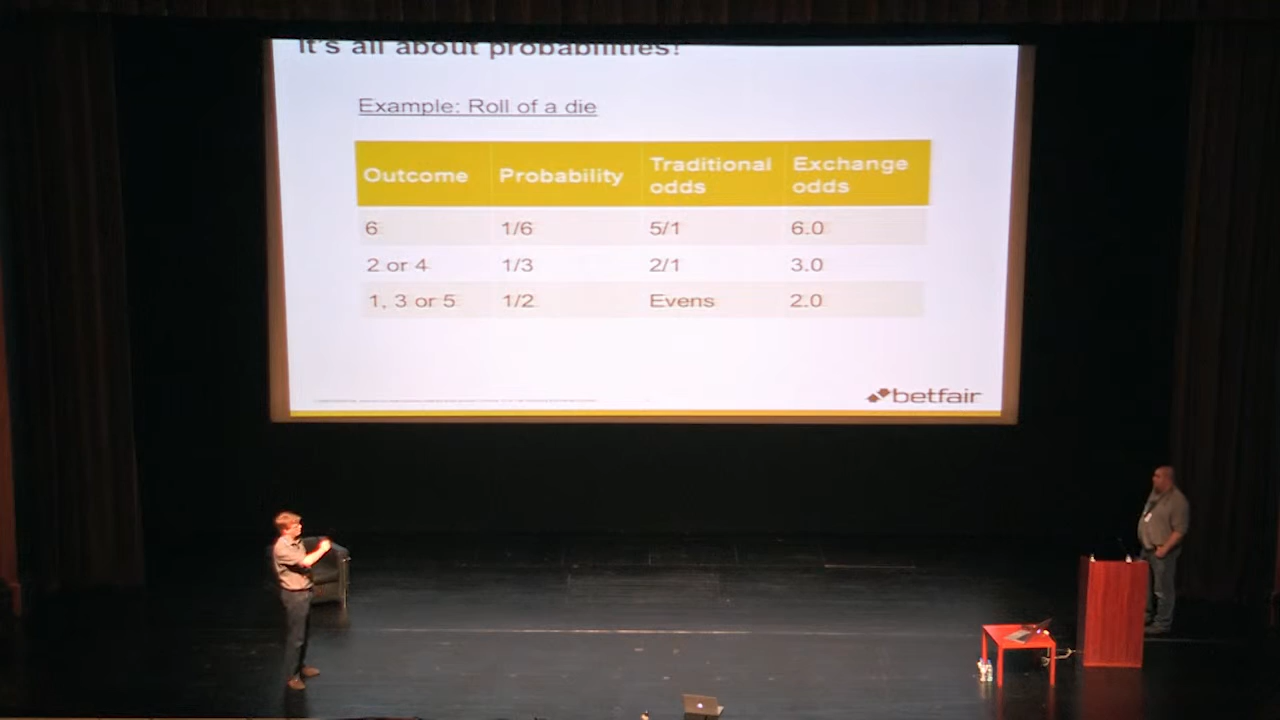 It's all about probabilities!
Example: Roll of a die
Outcome Probability Traditional odds Exchange odds
6 1/6 5/1 6.0
2 or 4 1/3 2/1 3.0
1, 3 or 5 1/2 Evens 2.0
betfair